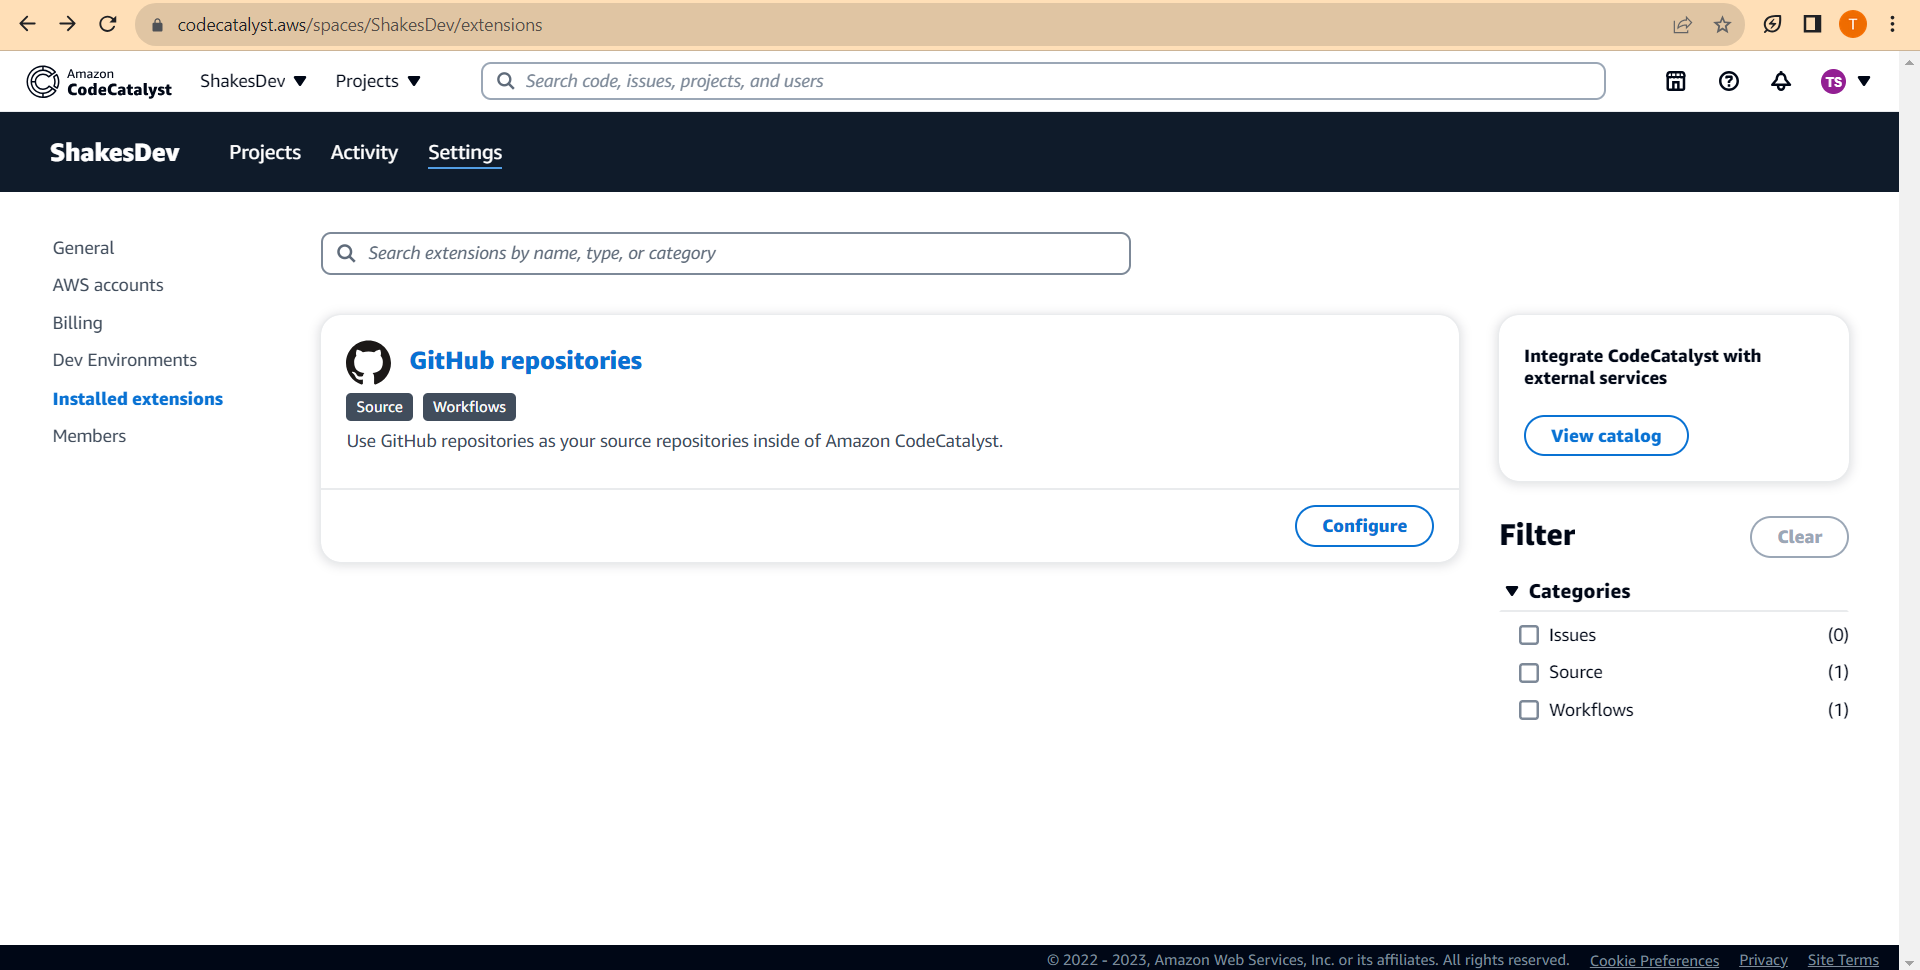 codecatalyst.aws/spaces/ShakesDev/extensions
T
Amazon
CodeCatalyst
ShakesDev
Projects
Search code, issues, projects, and users
TS
ShakesDev
Projects
Activity
Settings
General
AWS accounts
Billing
Dev Environments
Installed extensions
Members
Search extensions by name, type, or category
GitHub repositories
Source
Workflows
Use GitHub repositories as your source repositories inside of Amazon CodeCatalyst.
Configure
Integrate CodeCatalyst with
external services
View catalog
Filter
Clear
Categories
Issues (0)
Source (1)
Workflows (1)
© 2022 - 2023, Amazon Web Services, Inc. or its affiliates. All rights reserved. Cookie Preferences Privacy Site Terms